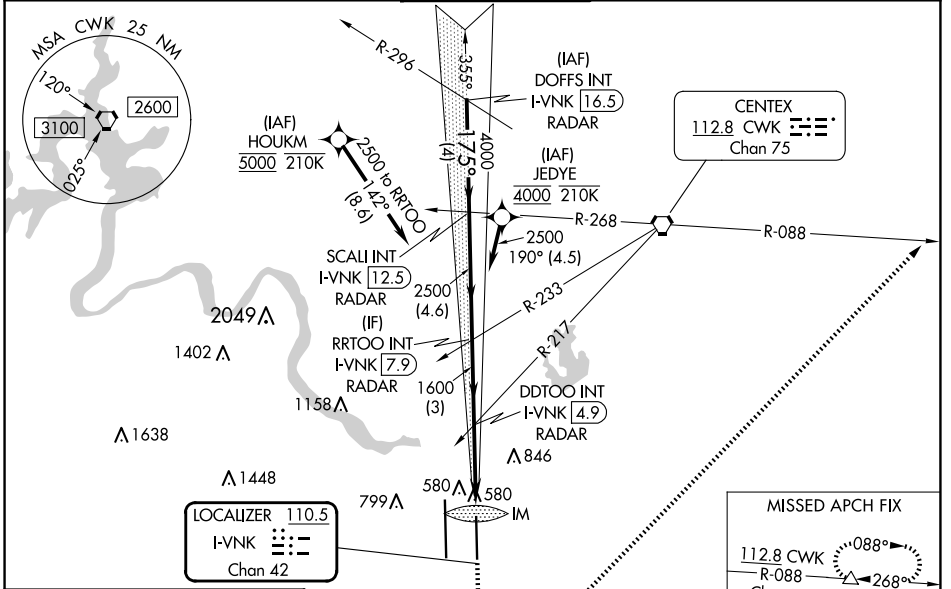 MSA CWK 25 NM
120°
2600
3100
025°
R-296
355°
(IAF)
DOFFS INT
I-VNK 16.5
RADAR
CENTEX
112.8 CWK
Chan 75
(IAF)
HOUKM
5000 210K
2500 to RRTOO
142°
(8.6)
175°
4000
(4)
(IAF)
JEDYE
4000 210K
R-268
R-088
2500
190° (4.5)
SCALI INT
I-VNK 12.5
RADAR
2500
(4.6)
R-233
R-217
(IF)
RRTOO INT
I-VNK 7.9
RADAR
1600
(3)
DDTOO INT
I-VNK 4.9
RADAR
2049
1402
1158
1638
1448
799
580
580
846
IM
LOCALIZER 110.5
I-VNK
Chan 42
MISSED APCH FIX
088°
112.8 CWK
R-088
268°